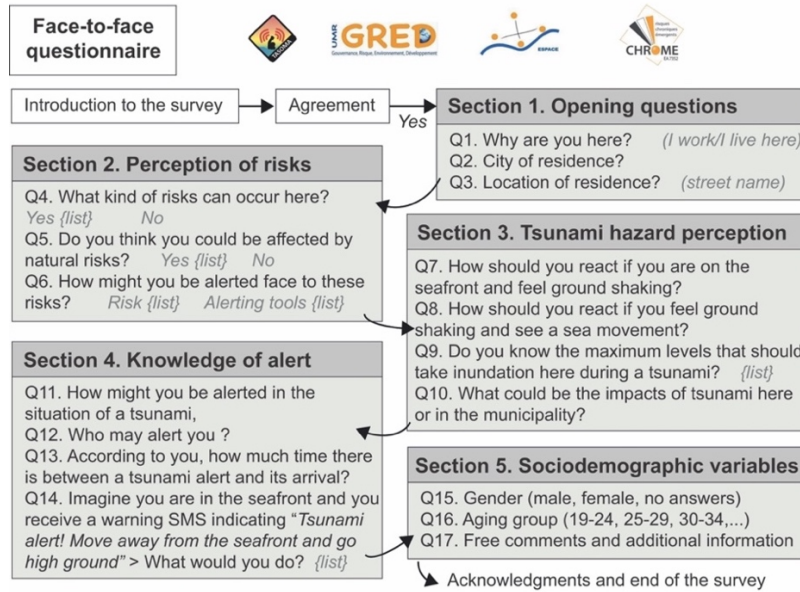 Face-to-face
questionnaire
TASOMA
UMR
GRED
Gouvernance, Risque, Environnement, Développement
ESPACE
risques
chroniques
émergents
CHROME
Introduction to the survey
Agreement
Yes
Section 1. Opening questions
Q1. Why are you here? (I work/I live here)
Q2. City of residence?
Q3. Location of residence? (street name)
Section 2. Perception of risks
Q4. What kind of risks can occur here?
Yes {list} No
Q5. Do you think you could be affected by
natural risks? Yes {list} No
Q6. How might you be alerted face to these
risks? Risk {list} Alerting tools {list}
Section 3. Tsunami hazard perception
Q7. How should you react if you are on the
seafront and feel ground shaking?
Q8. How should you react if you feel ground
shaking and see a sea movement?
Q9. Do you know the maximum levels that should
take inundation here during a tsunami? {list}
Q10. What could be the impacts of tsunami here
or in the municipality?
Section 4. Knowledge of alert
Q11. How might you be alerted in the
situation of a tsunami,
Q12. Who may alert you ?
Q13. According to you, how much time there
is between a tsunami alert and its arrival?
Q14. Imagine you are in the seafront and you
receive a warning SMS indicating “Tsunami
alert! Move away from the seafront and go
high ground” > What would you do? {list}
Section 5. Sociodemographic variables
Q15. Gender (male, female, no answers)
Q16. Aging group (19-24, 25-29, 30-34,...)
Q17. Free comments and additional information
Acknowledgments and end of the survey